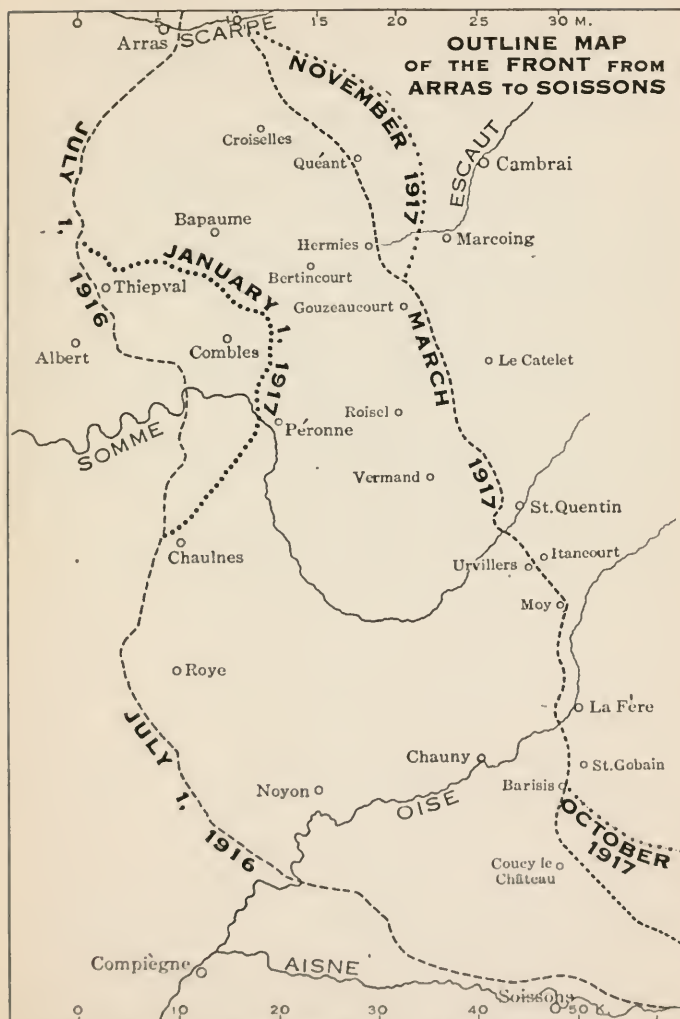 0 5 10 15 20 25 30 M.
OUTLINE MAP
OF THE FRONT FROM
ARRAS TO SOISSONS
Arras
SCARPE
NOVEMBER 1917
JULY 1, 1916
Croiselles
Quéant
ESCAUT
Cambrai
Bapaume
Hermies
Marcoing
JANUARY 1, 1917
Bertincourt
Thiepval
Gouzeaucourt
MARCH 1917
Albert
Combles
Le Catelet
Roisel
Péronne
SOMME
Vermand
St.Quentin
Chaulnes
Itancourt
Urvillers
Moy
Roye
La Fère
JULY 1, 1916
Chauny
St.Gobain
Noyon
Barisis
OISE
OCTOBER
1917
Coucy le
Château
Compiègne
AISNE
Soissons
0 10 20 30 40 50 K.